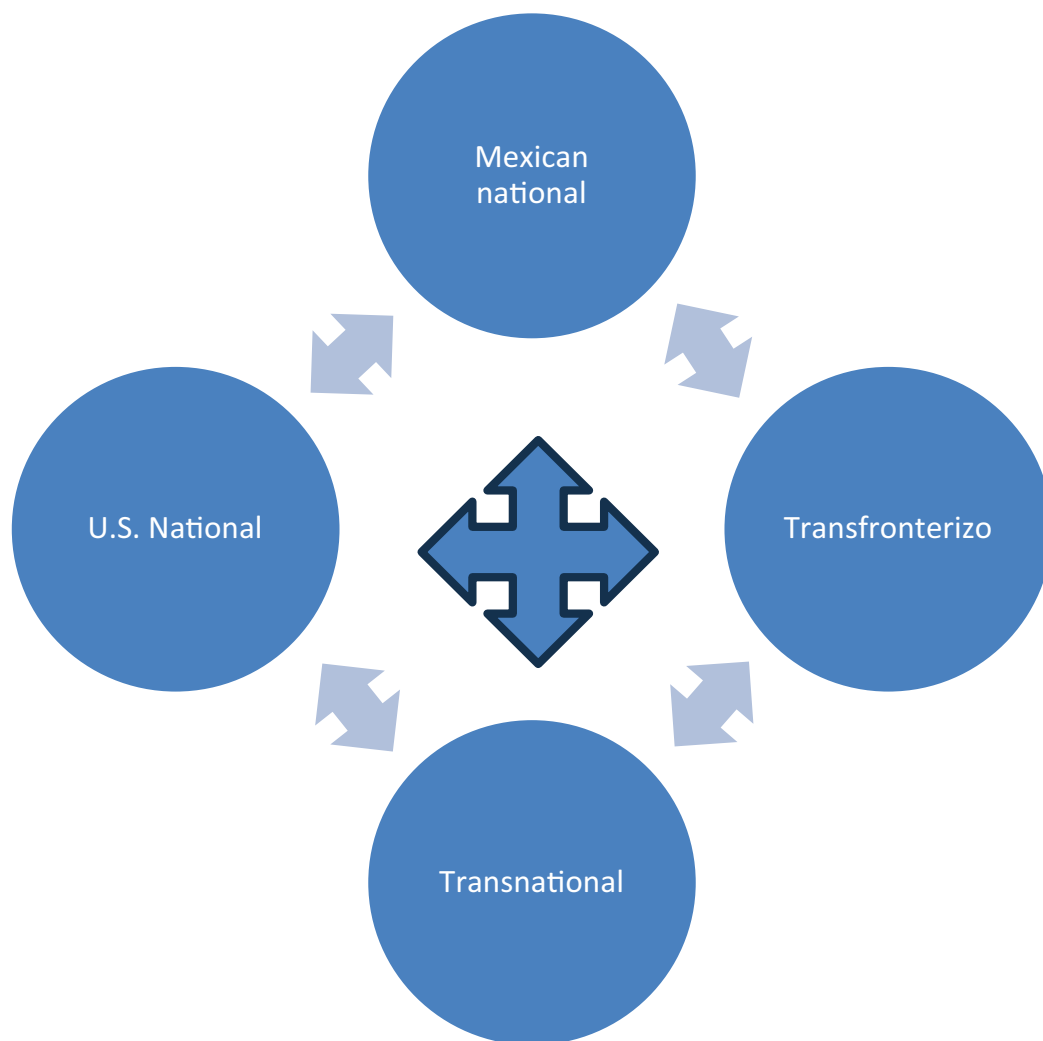 Mexican
national
U.S. National
Transfronterizo
Transnational